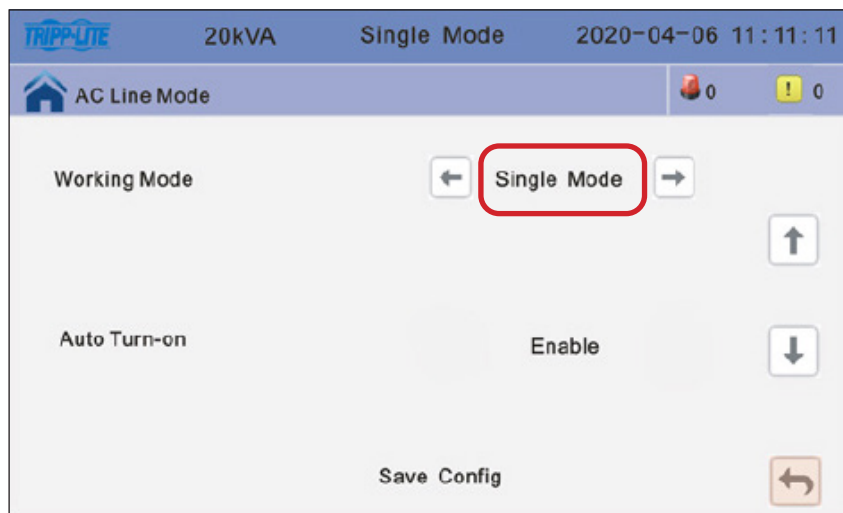 TRIPP-LITE 20kVA Single Mode 2020-04-06 11:11:11
AC Line Mode 0 ! 0
Working Mode ← Single Mode →
↑
Auto Turn-on Enable ↓
Save Config